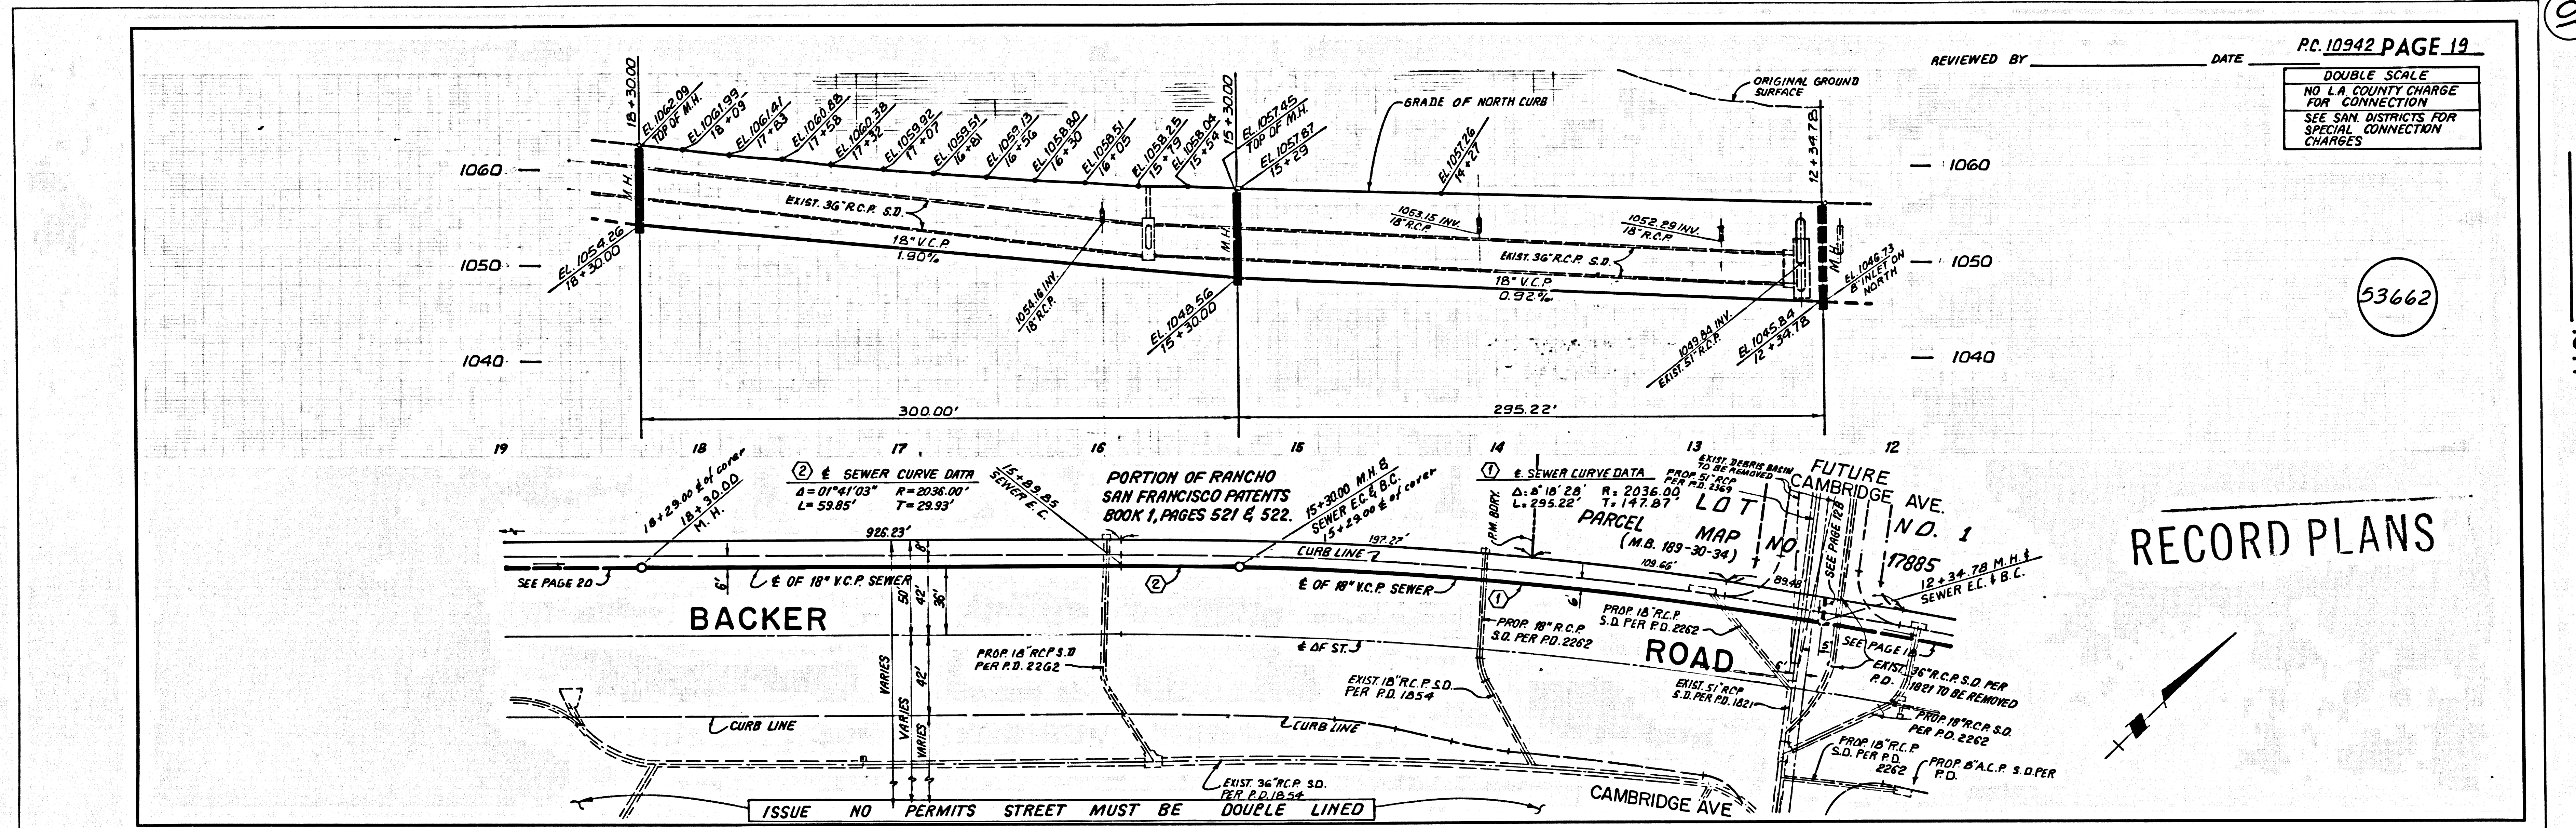 P.C. 10942 PAGE 19
REVIEWED BY
DATE
DOUBLE SCALE
NO L.A. COUNTY CHARGE
FOR CONNECTION
SEE SAN. DISTRICTS FOR
SPECIAL CONNECTION
CHARGES
53662
18+30.00
EL.1062.09
TOP OF M.H.
EL.1061.99
18+09
EL.1061.41
17+83
EL.1060.88
17+58
EL.1060.38
17+32
EL.1059.92
17+07
EL.1059.51
16+81
EL.1059.13
16+56
EL.1058.80
16+30
EL.1058.51
16+05
EL.1058.25
15+79
EL.1058.04
15+54
15+30.00
EL.1057.45
TOP OF M.H.
EL.1057.87
15+29
GRADE OF NORTH CURB
EL.1057.26
14+27
ORIGINAL GROUND
SURFACE
12+34.78
1060
1060
M.H.
EXIST. 36"R.C.P. S.D.
18" V.C.P.
1.90%
M.H.
1053.15 INV.
18"R.C.P.
1052.29 INV.
18"R.C.P.
EXIST. 36"R.C.P. S.D.
18" V.C.P.
0.92%
M.H.
1050
1050
EL.1054.26
18+30.00
1054.16 INV.
18"R.C.P.
EL.1048.56
15+30.00
1049.84 INV.
EXIST. 51"R.C.P.
EL.1045.84
12+34.78
EL.1046.73
8" INLET ON
NORTH
1040
1040
300.00'
295.22'
19
18
17
16
15
14
13
12
18+29.00 ℄ of cover
18+30.00
M. H.
2 ℄ SEWER CURVE DATA
Δ=01°41'03" R=2036.00'
L=59.85' T=29.93'
15+89.85
SEWER E.C.
PORTION OF RANCHO
SAN FRANCISCO PATENTS
BOOK 1, PAGES 521 & 522.
15+30.00 M.H. &
SEWER E.C. & B.C.
15+29.00 ℄ of cover
1 ℄ SEWER CURVE DATA
Δ: 8°18'28" R: 2036.00
L: 295.22' T: 147.87'
P.M. BDRY.
PARCEL MAP NO.
(M.B. 189-30-34)
EXIST. DEBRIS BASIN
TO BE REMOVED
PROP. 51" RCP
PER P.D. 2369
FUTURE
CAMBRIDGE AVE.
LOT NO. 1
17885
SEE PAGE 12B
12+34.78 M.H. &
SEWER E.C. & B.C.
RECORD PLANS
926.23'
197.27'
109.66'
89.48
CURB LINE
SEE PAGE 20
6'
℄ OF 18" V.C.P. SEWER
2
℄ OF 18" V.C.P. SEWER
1
6'
8'
50'
42'
36'
BACKER ROAD
PROP. 18"RCP S.D
PER P.D. 2262
℄ OF ST.
PROP. 18" R.C.P.
S.D. PER P.D. 2262
PROP. 18"R.C.P.
S.D. PER P.D. 2262
SEE PAGE 18
5'
6'
EXIST. 36"R.C.P. S.D. PER
P.D. 1821 TO BE REMOVED
VARIES
VARIES
42'
VARIES
EXIST. 18"R.C.P. S.D.
PER P.D. 1854
EXIST. 51"RCP
S.D. PER P.D. 1821
CURB LINE
CURB LINE
PROP. 18"R.C.P. S.D.
PER P.D. 2262
PROP. 18"R.C.P.
S.D. PER P.D.
2262
PROP. 8"A.C.P. S.D. PER
P.D.
EXIST. 36"R.C.P. S.D.
PER P.D. 1854
CAMBRIDGE AVE
ISSUE NO PERMITS STREET MUST BE DOUBLE LINED